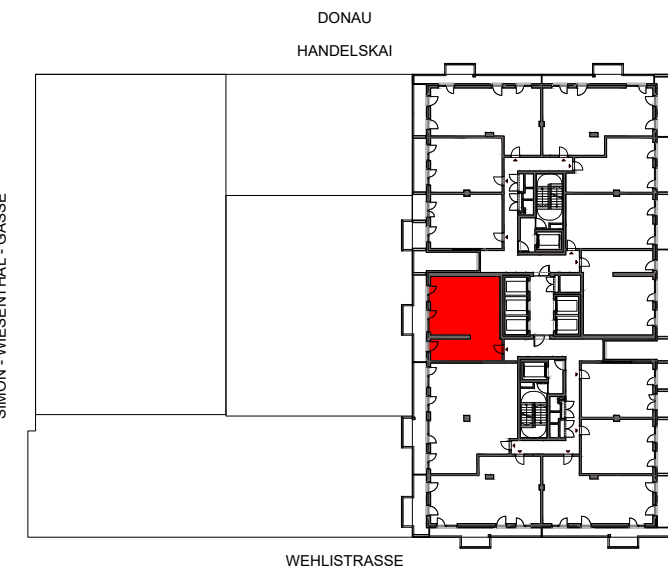 DONAU
HANDELSKAI
SIMON - WIESENTHAL - GASSE
WEHLISTRASSE